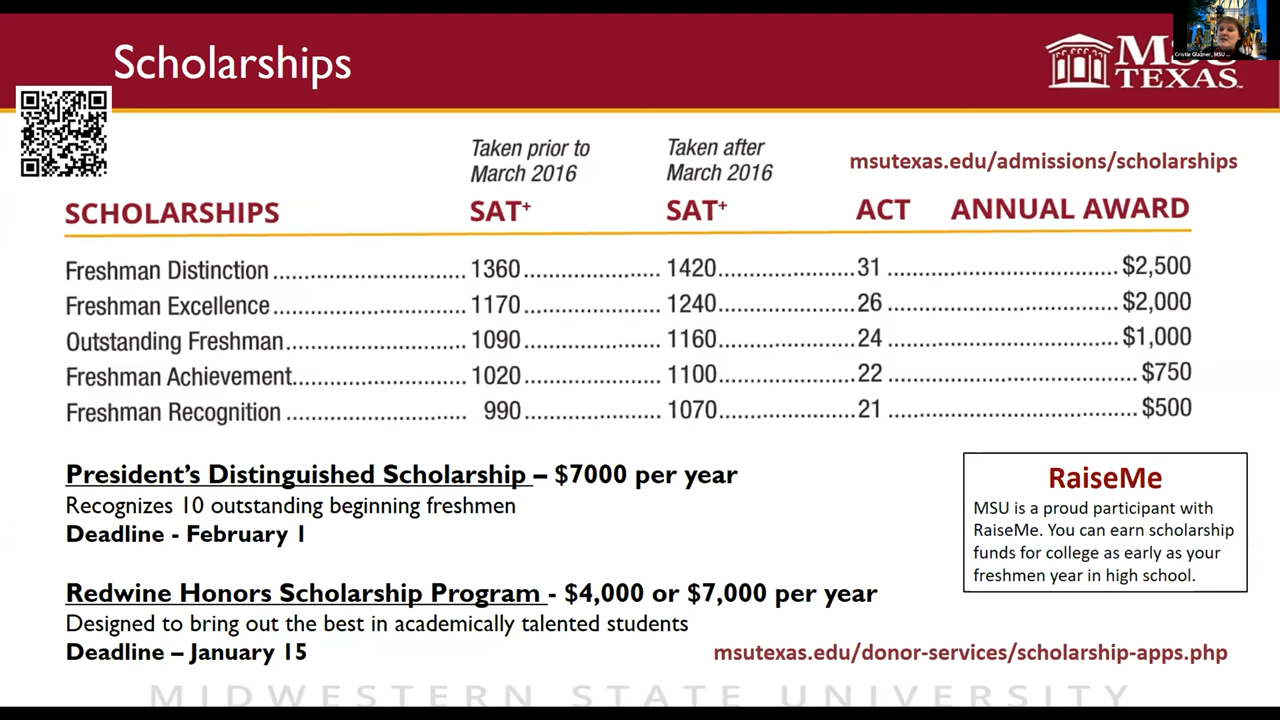 Scholarships
MSU
TEXAS
Cristie Glazner, MSU ...
Taken prior to
March 2016
Taken after
March 2016
msutexas.edu/admissions/scholarships
SCHOLARSHIPS SAT+ SAT+ ACT ANNUAL AWARD
Freshman Distinction 1360 1420 31 $2,500
Freshman Excellence 1170 1240 26 $2,000
Outstanding Freshman 1090 1160 24 $1,000
Freshman Achievement 1020 1100 22 $750
Freshman Recognition 990 1070 21 $500
President's Distinguished Scholarship – $7000 per year
Recognizes 10 outstanding beginning freshmen
Deadline - February 1
RaiseMe
MSU is a proud participant with
RaiseMe. You can earn scholarship
funds for college as early as your
freshmen year in high school.
Redwine Honors Scholarship Program - $4,000 or $7,000 per year
Designed to bring out the best in academically talented students
Deadline – January 15
msutexas.edu/donor-services/scholarship-apps.php
MIDWESTERN STATE UNIVERSITY